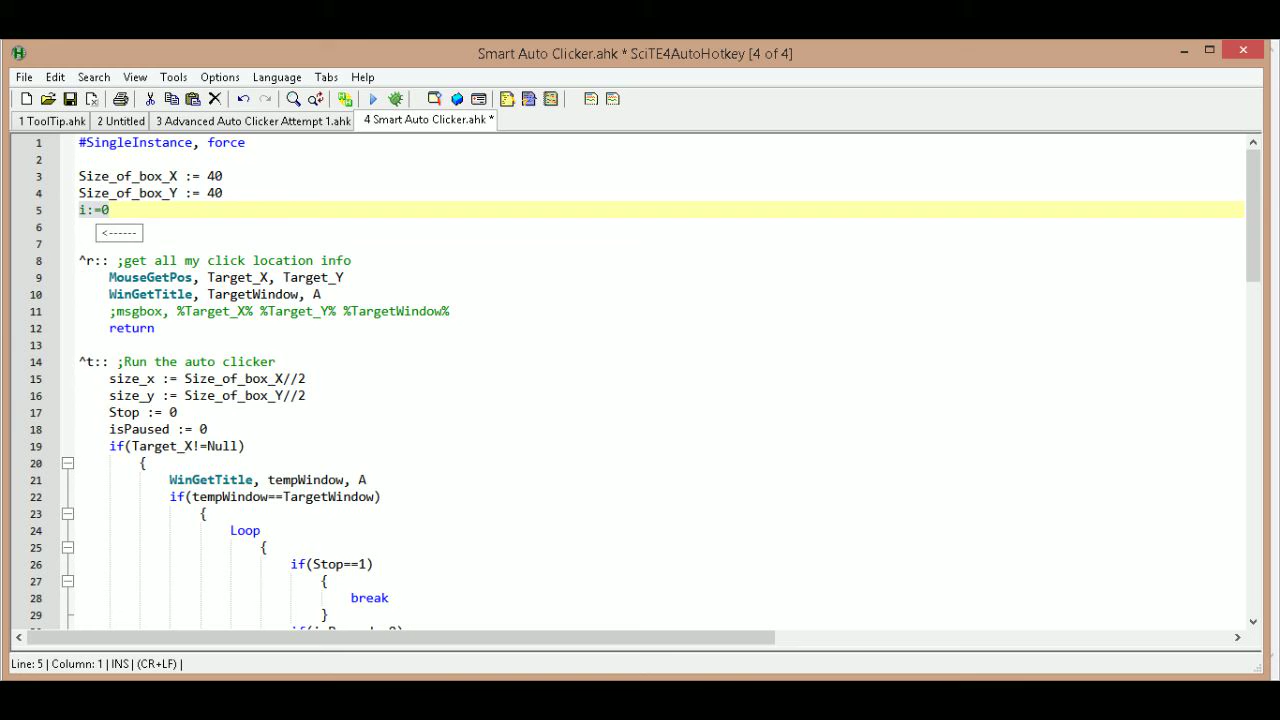 Smart Auto Clicker.ahk * SciTE4AutoHotkey [4 of 4]
File Edit Search View Tools Options Language Tabs Help
1 ToolTip.ahk 2 Untitled 3 Advanced Auto Clicker Attempt 1.ahk 4 Smart Auto Clicker.ahk *
1 #SingleInstance, force
2
3 Size_of_box_X := 40
4 Size_of_box_Y := 40
5 i:=0
6
<------
7
8 ^r:: ;get all my click location info
9 MouseGetPos, Target_X, Target_Y
10 WinGetTitle, TargetWindow, A
11 ;msgbox, %Target_X% %Target_Y% %TargetWindow%
12 return
13
14 ^t:: ;Run the auto clicker
15 size_x := Size_of_box_X//2
16 size_y := Size_of_box_Y//2
17 Stop := 0
18 isPaused := 0
19 if(Target_X!=Null)
20 {
21 WinGetTitle, tempWindow, A
22 if(tempWindow==TargetWindow)
23 {
24 Loop
25 {
26 if(Stop==1)
27 {
28 break
29 }
Line: 5 | Column: 1 | INS | (CR+LF) |